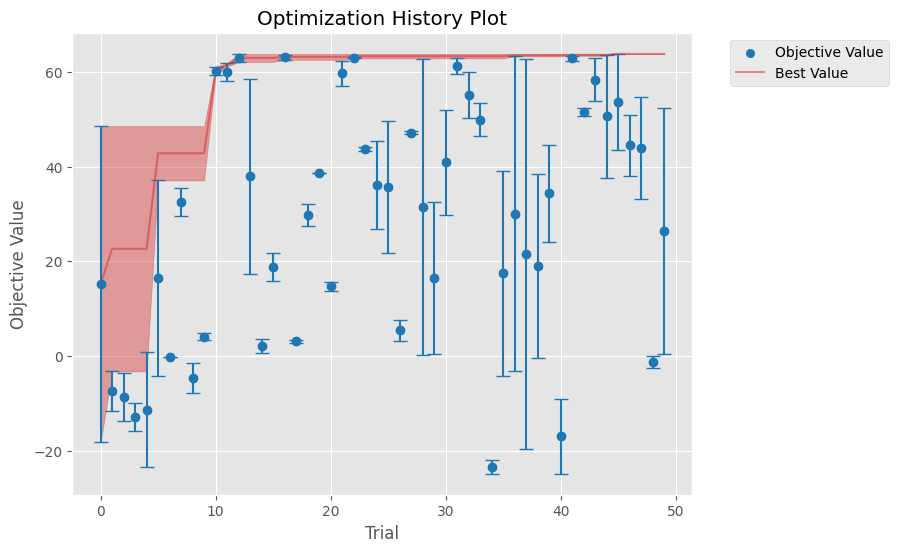 Optimization History Plot
Objective Value
Best Value
60
40
20
0
−20
Objective Value
0 10 20 30 40 50
Trial